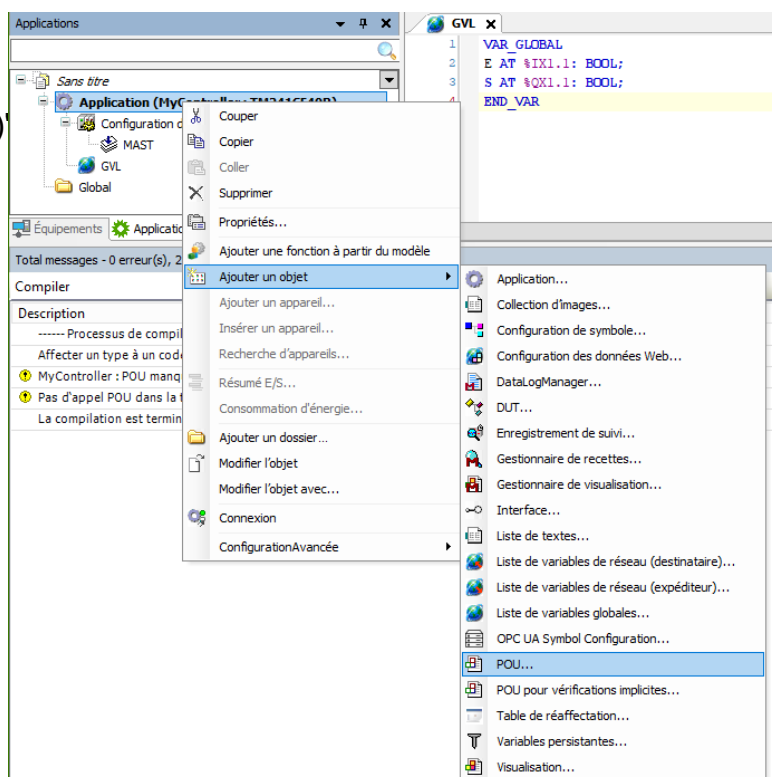 Applications
GVL
1 VAR_GLOBAL
2 E AT %IX1.1: BOOL;
3 S AT %QX1.1: BOOL;
END_VAR
Sans titre
Application
Configuration
MAST
GVL
Global
Équipements
Total messages - 0 erreur(s), 2
Compiler
Description
------ Processus de compil
Affecter un type à un cod
MyController : POU manq
Pas d'appel POU dans la
La compilation est termin
Couper
Copier
Coller
Supprimer
Propriétés...
Ajouter une fonction à partir du modèle
Ajouter un objet
Ajouter un appareil...
Insérer un appareil...
Recherche d'appareils...
Résumé E/S...
Consommation d'énergie...
Ajouter un dossier...
Modifier l'objet
Modifier l'objet avec...
Connexion
ConfigurationAvancée
Application...
Collection d'images...
Configuration de symbole...
Configuration des données Web...
DataLogManager...
DUT...
Enregistrement de suivi...
Gestionnaire de recettes...
Gestionnaire de visualisation...
Interface...
Liste de textes...
Liste de variables de réseau (destinataire)...
Liste de variables de réseau (expéditeur)...
Liste de variables globales...
OPC UA Symbol Configuration...
POU...
POU pour vérifications implicites...
Table de réaffectation...
Variables persistantes...
Visualisation...